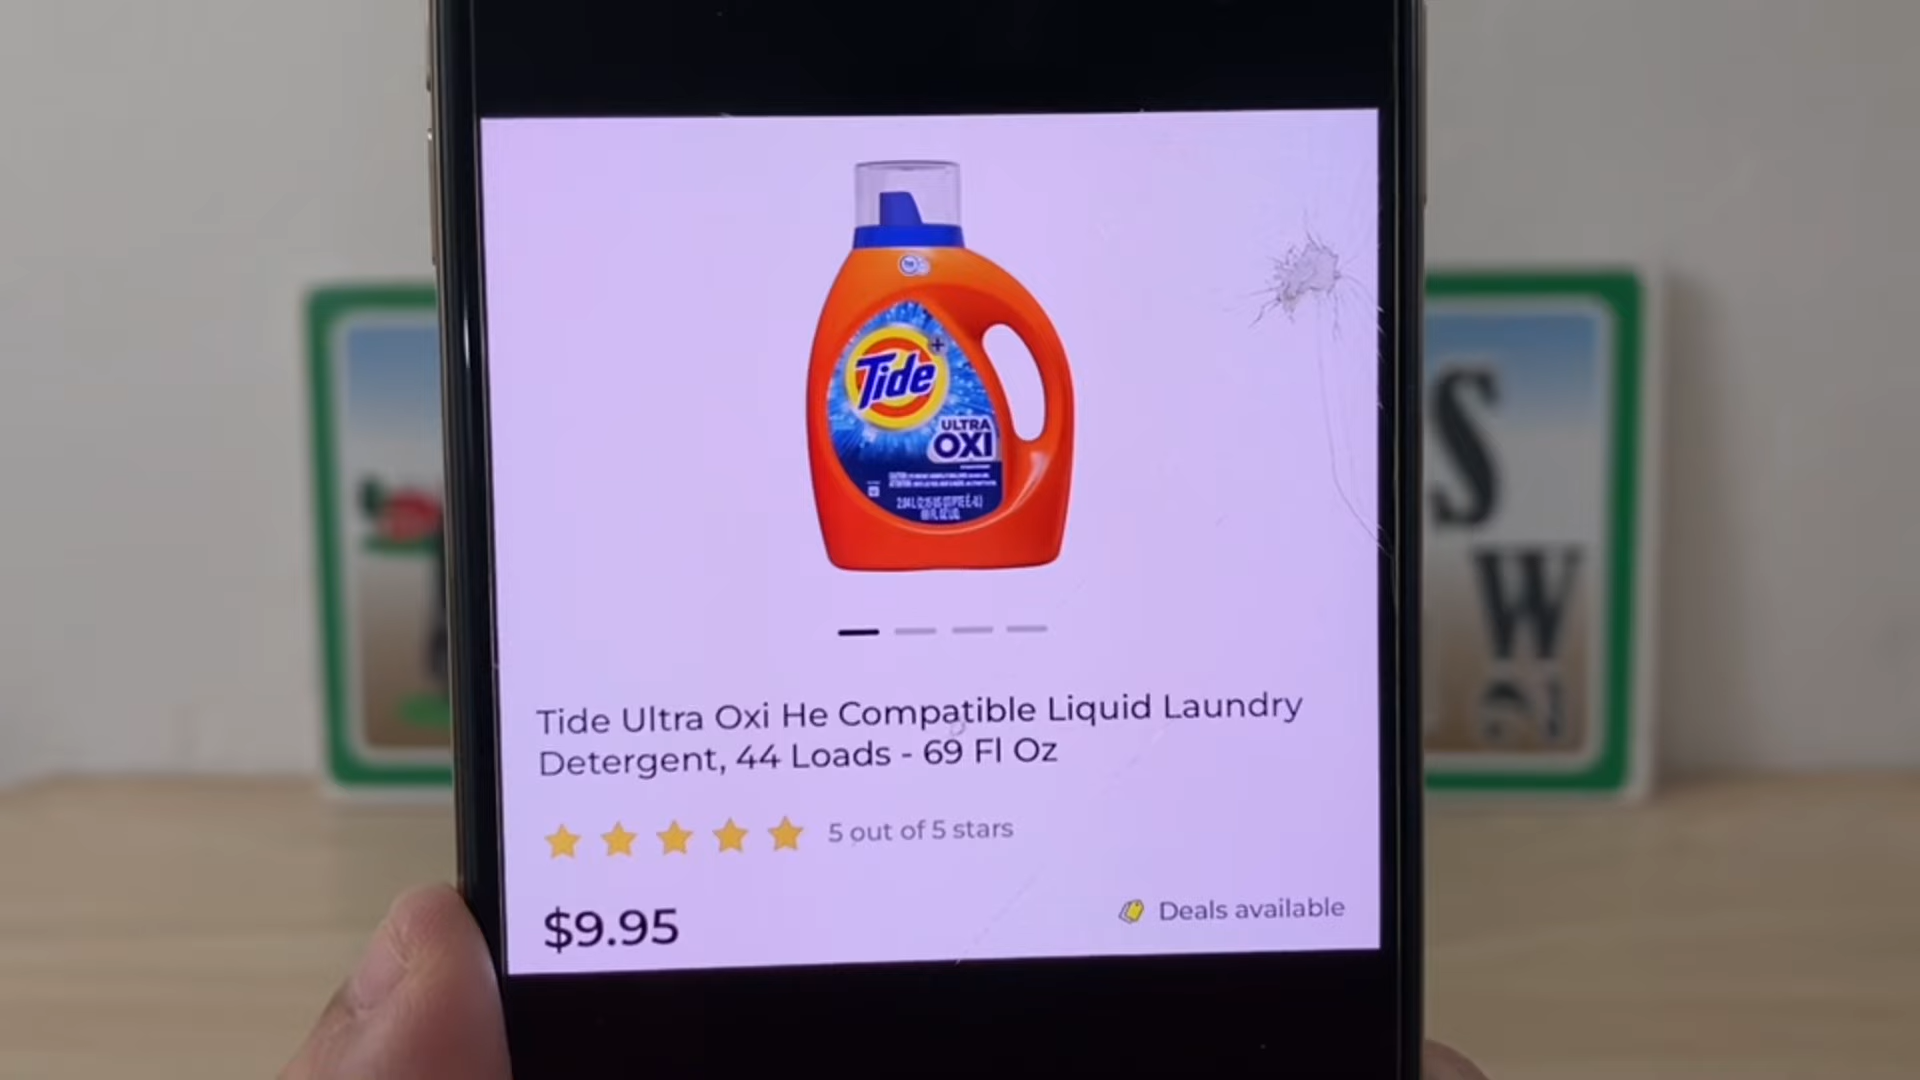 Tide
ULTRA
OXI
Tide Ultra Oxi He Compatible Liquid Laundry
Detergent, 44 Loads - 69 Fl Oz
5 out of 5 stars
$9.95
Deals available
S
W